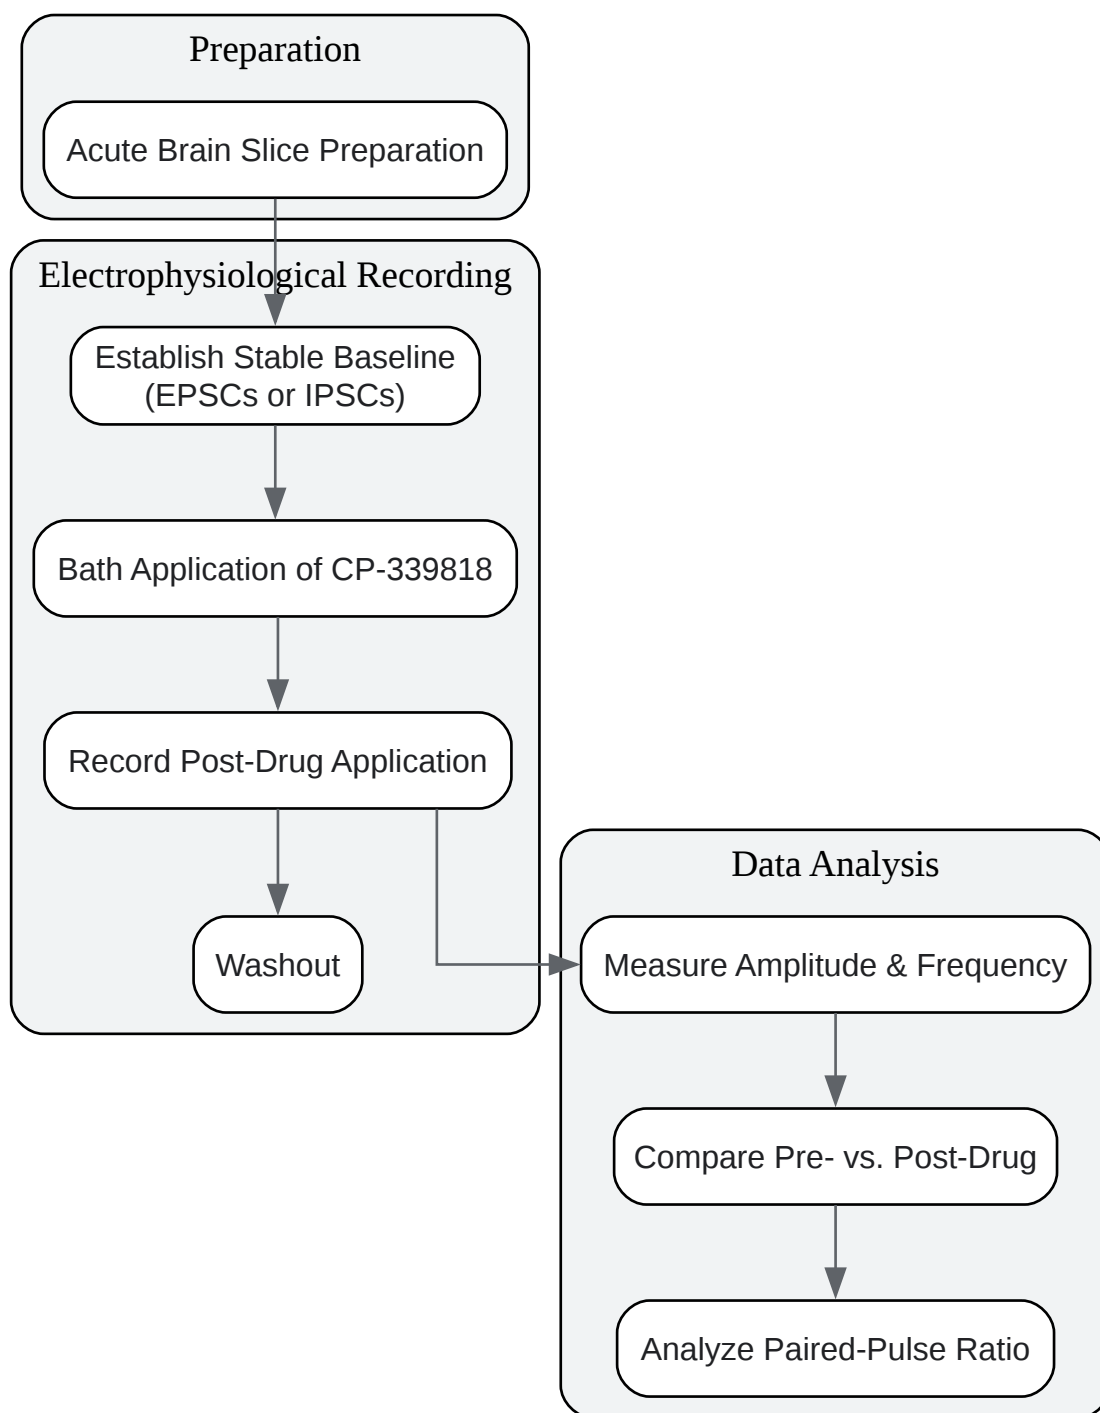 Preparation
Acute Brain Slice Preparation
Electrophysiological Recording
Establish Stable Baseline
(EPSCs or IPSCs)
Bath Application of CP-339818
Record Post-Drug Application
Washout
Data Analysis
Measure Amplitude & Frequency
Compare Pre- vs. Post-Drug
Analyze Paired-Pulse Ratio